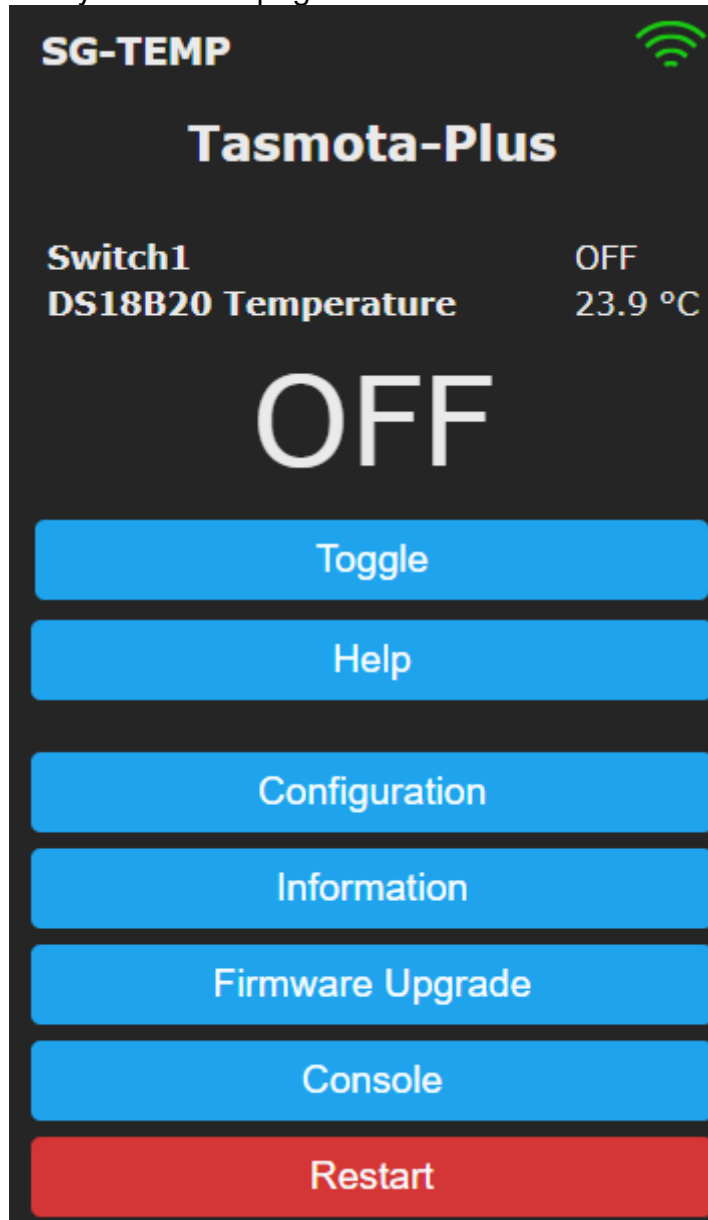 SG-TEMP
Tasmota-Plus
Switch1 OFF
DS18B20 Temperature 23.9 °C
OFF
Toggle
Help
Configuration
Information
Firmware Upgrade
Console
Restart